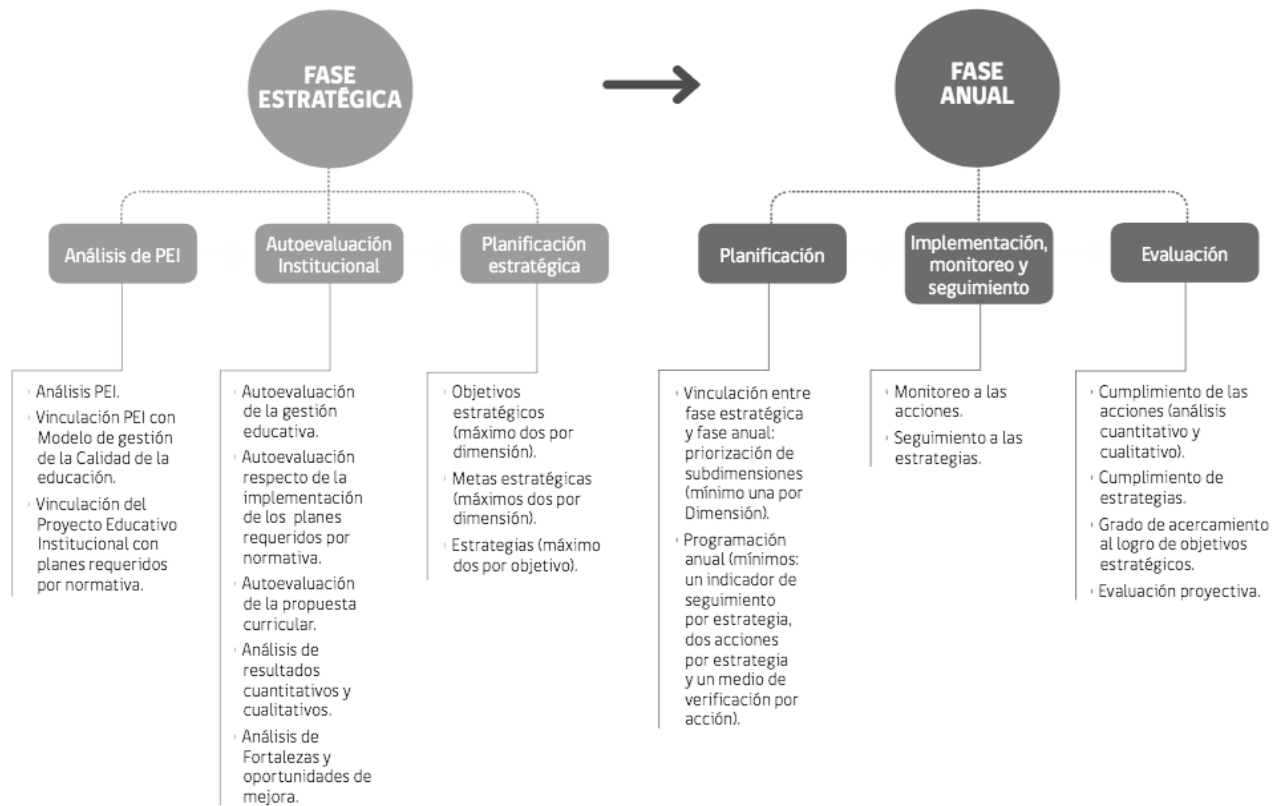 FASE
ESTRATÉGICA
FASE
ANUAL
Análisis de PEI
Autoevaluación
Institucional
Planificación
estratégica
Planificación
Implementación,
monitoreo y
seguimiento
Evaluación
Análisis PEI.
Vinculación PEI con
Modelo de gestión
de la Calidad de la
educación.
Vinculación del
Proyecto Educativo
Institucional con
planes requeridos
por normativa.
Autoevaluación
de la gestión
educativa.
Autoevaluación
respecto de la
implementación
de los planes
requeridos por
normativa.
Autoevaluación
de la propuesta
curricular.
Análisis de
resultados
cuantitativos y
cualitativos.
Análisis de
Fortalezas y
oportunidades de
mejora.
Objetivos
estratégicos
(máximo dos por
dimensión).
Metas estratégicas
(máximos dos por
dimensión).
Estrategias (máximo
dos por objetivo).
Vinculación entre
fase estratégica
y fase anual:
priorización de
subdimensiones
(mínimo una por
Dimensión).
Programación
anual (mínimos:
un indicador de
seguimiento
por estrategia,
dos acciones
por estrategia
y un medio de
verificación por
acción).
Monitoreo a las
acciones.
Seguimiento a las
estrategias.
Cumplimiento de las
acciones (análisis
cuantitativo y
cualitativo).
Cumplimiento de
estrategias.
Grado de acercamiento
al logro de objetivos
estratégicos.
Evaluación proyectiva.